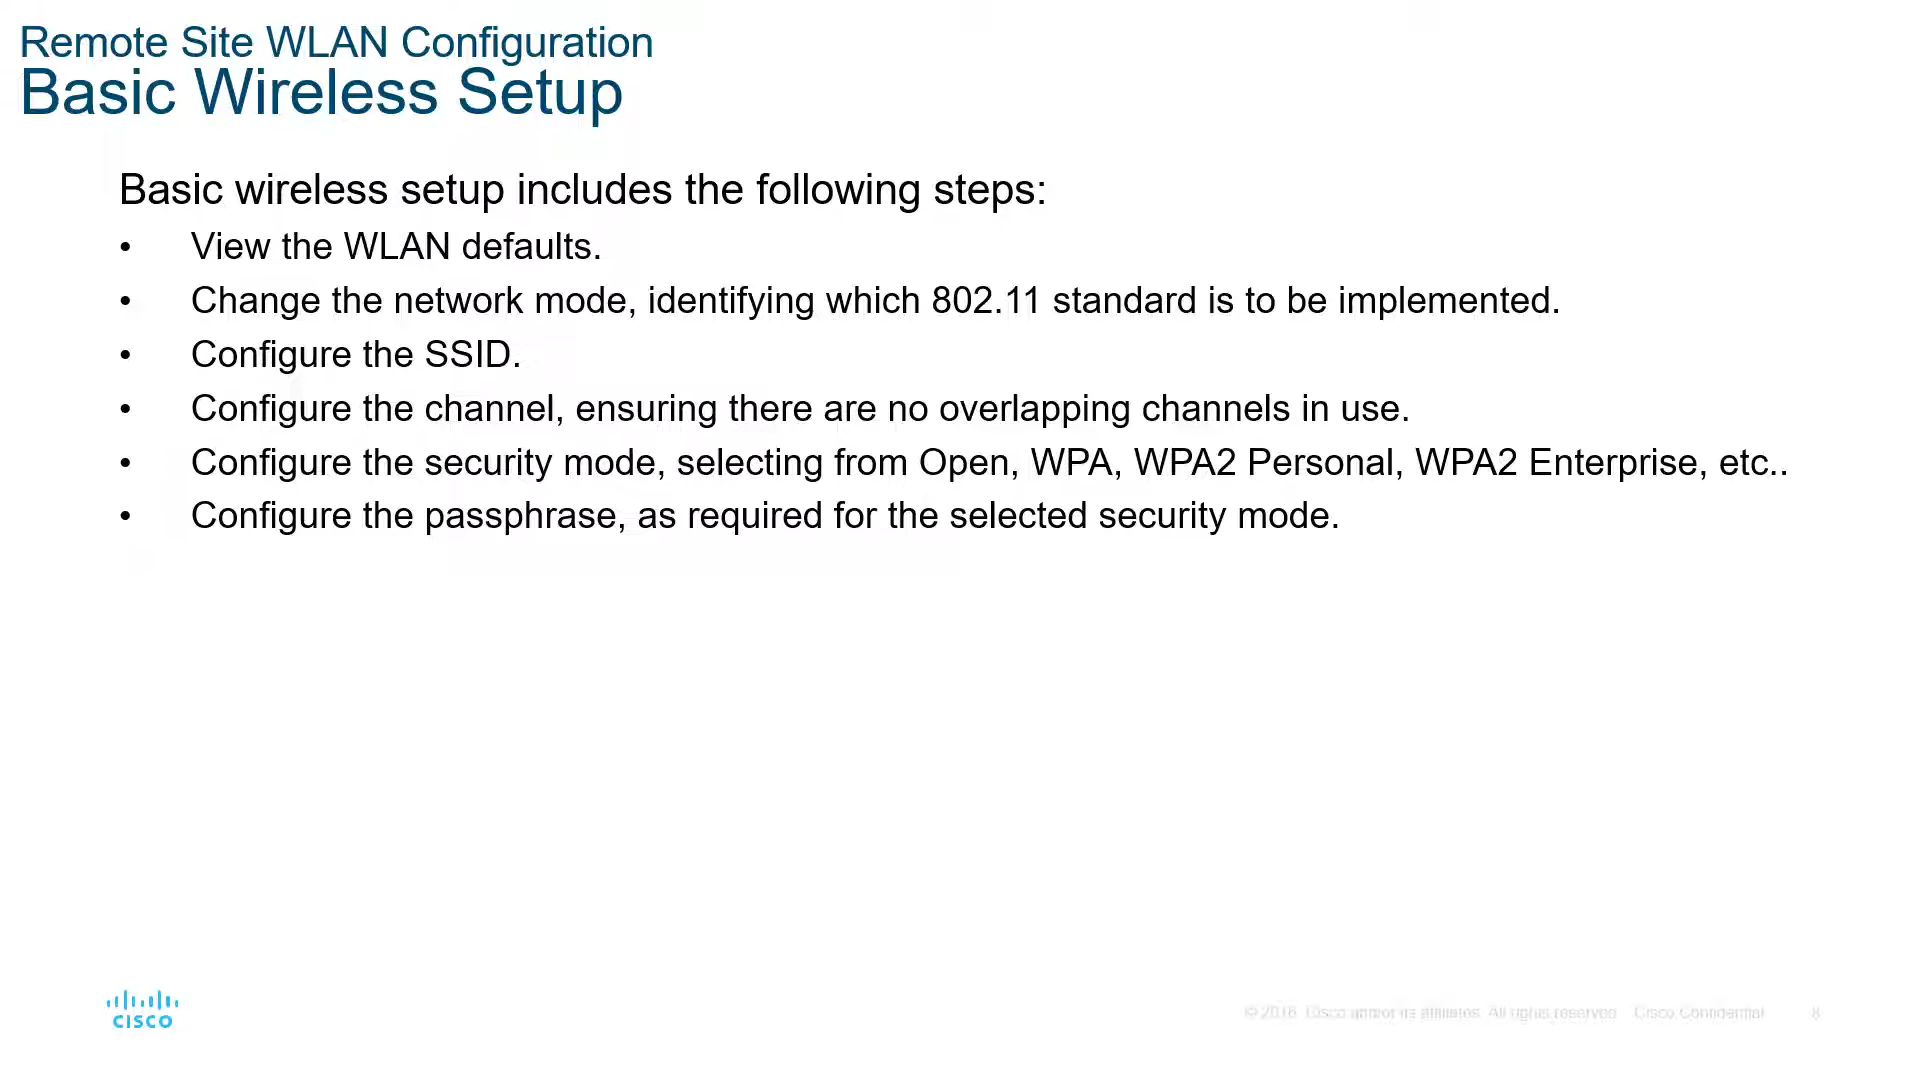 Remote Site WLAN Configuration
Basic Wireless Setup
Basic wireless setup includes the following steps:
• View the WLAN defaults.
• Change the network mode, identifying which 802.11 standard is to be implemented.
• Configure the SSID.
• Configure the channel, ensuring there are no overlapping channels in use.
• Configure the security mode, selecting from Open, WPA, WPA2 Personal, WPA2 Enterprise, etc..
• Configure the passphrase, as required for the selected security mode.
CISCO
© 2016 Cisco and/or its affiliates. All rights reserved. Cisco Confidential 8